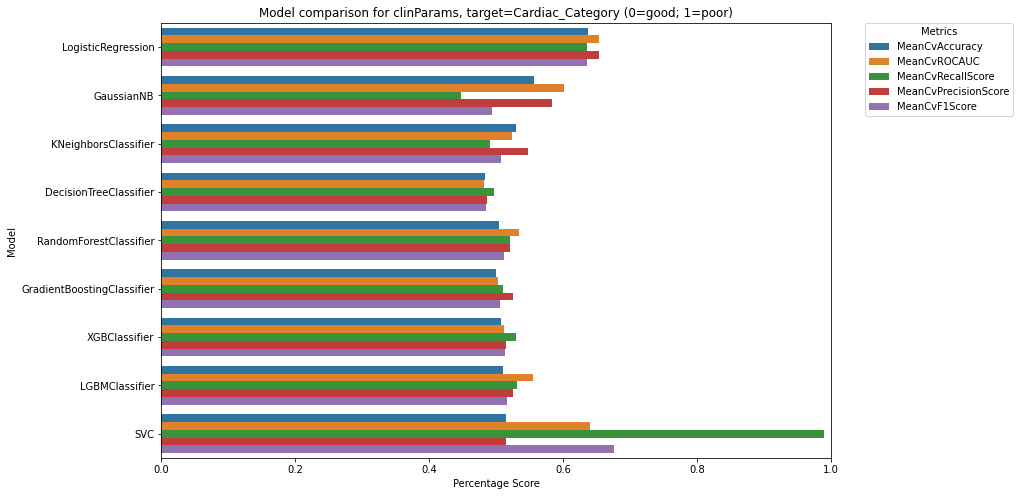 Model comparison for clinParams, target=Cardiac_Category (0=good; 1=poor)
Metrics
MeanCvAccuracy
MeanCvROCAUC
MeanCvRecallScore
MeanCvPrecisionScore
MeanCvF1Score
Model
LogisticRegression
GaussianNB
KNeighborsClassifier
DecisionTreeClassifier
RandomForestClassifier
GradientBoostingClassifier
XGBClassifier
LGBMClassifier
SVC
0.0 0.2 0.4 0.6 0.8 1.0
Percentage Score